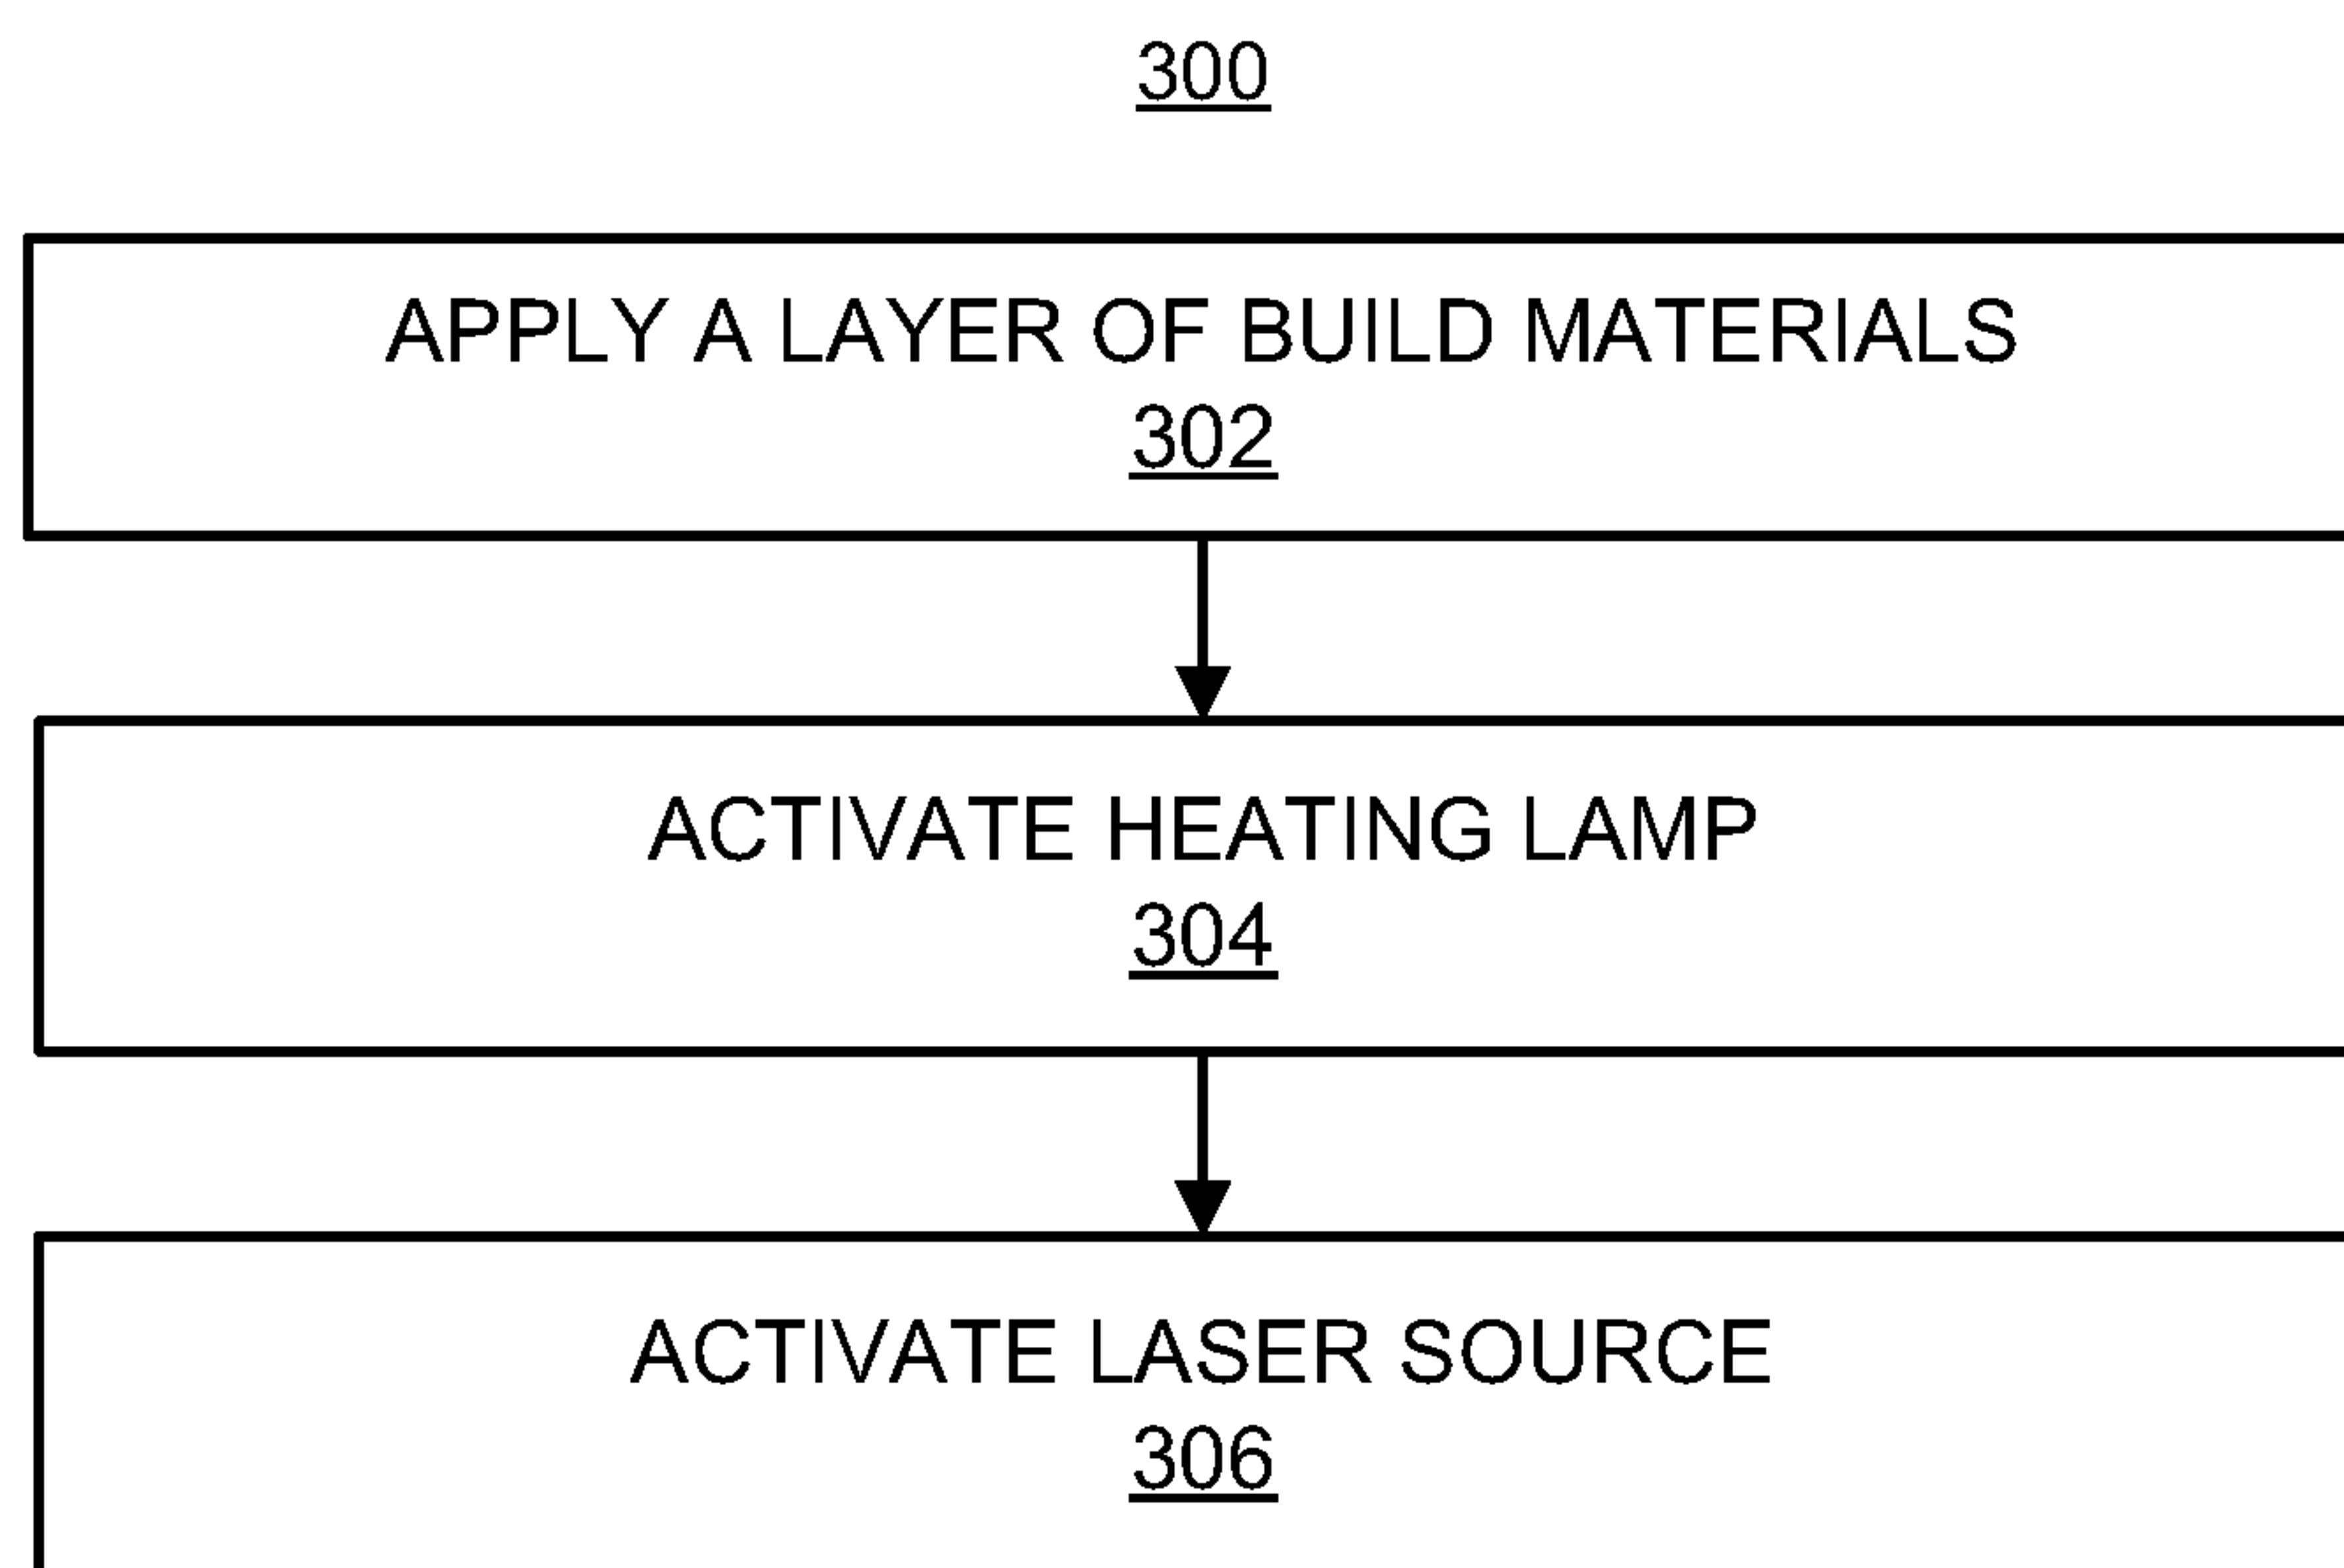 300
APPLY A LAYER OF BUILD MATERIALS
302
ACTIVATE HEATING LAMP
304
ACTIVATE LASER SOURCE
306